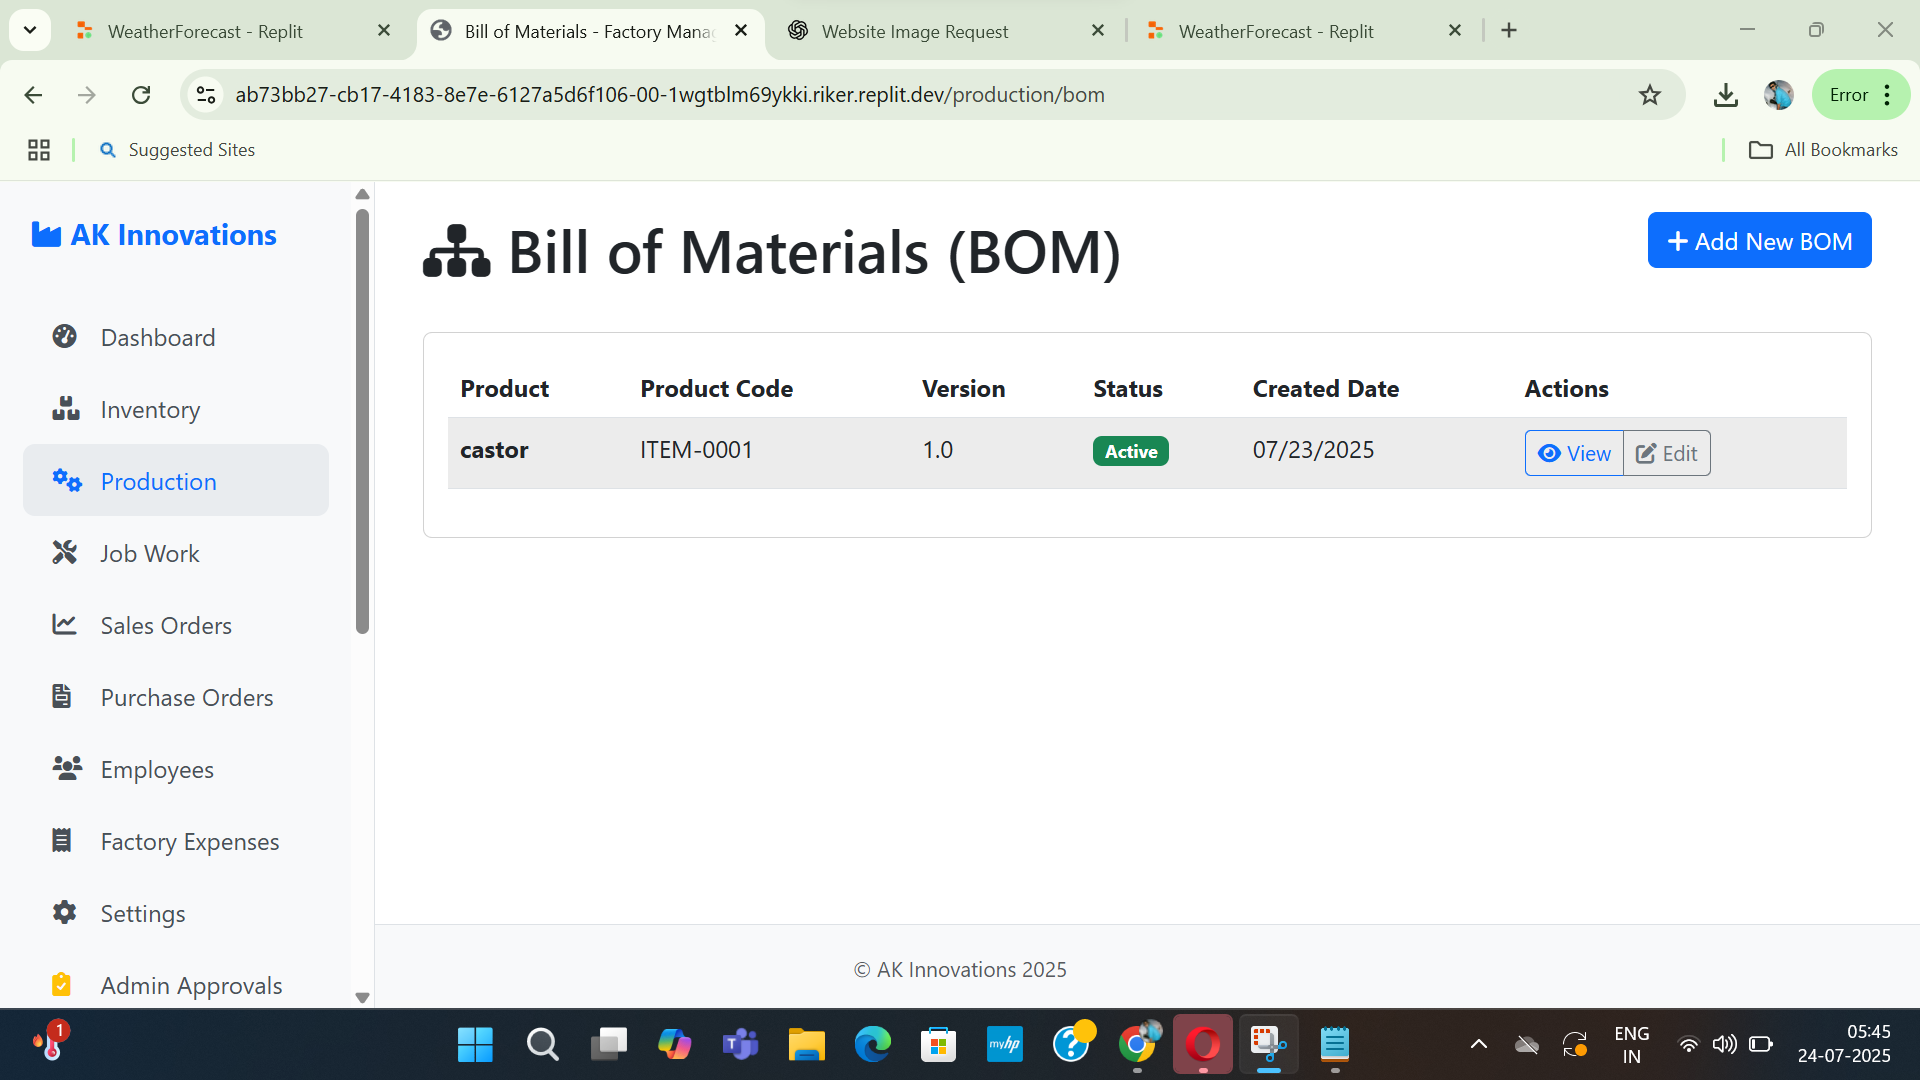 WeatherForecast - Replit
Bill of Materials - Factory Mana
Website Image Request
WeatherForecast - Replit
ab73bb27-cb17-4183-8e7e-6127a5d6f106-00-1wgtblm69ykki.riker.replit.dev/production/bom
Error
Suggested Sites
All Bookmarks
AK Innovations
Dashboard
Inventory
Production
Job Work
Sales Orders
Purchase Orders
Employees
Factory Expenses
Settings
Admin Approvals
Bill of Materials (BOM)
+ Add New BOM
Product Product Code Version Status Created Date Actions
castor ITEM-0001 1.0 Active 07/23/2025 View Edit
© AK Innovations 2025
1
T
myhp
?
ENG
IN
05:45
24-07-2025